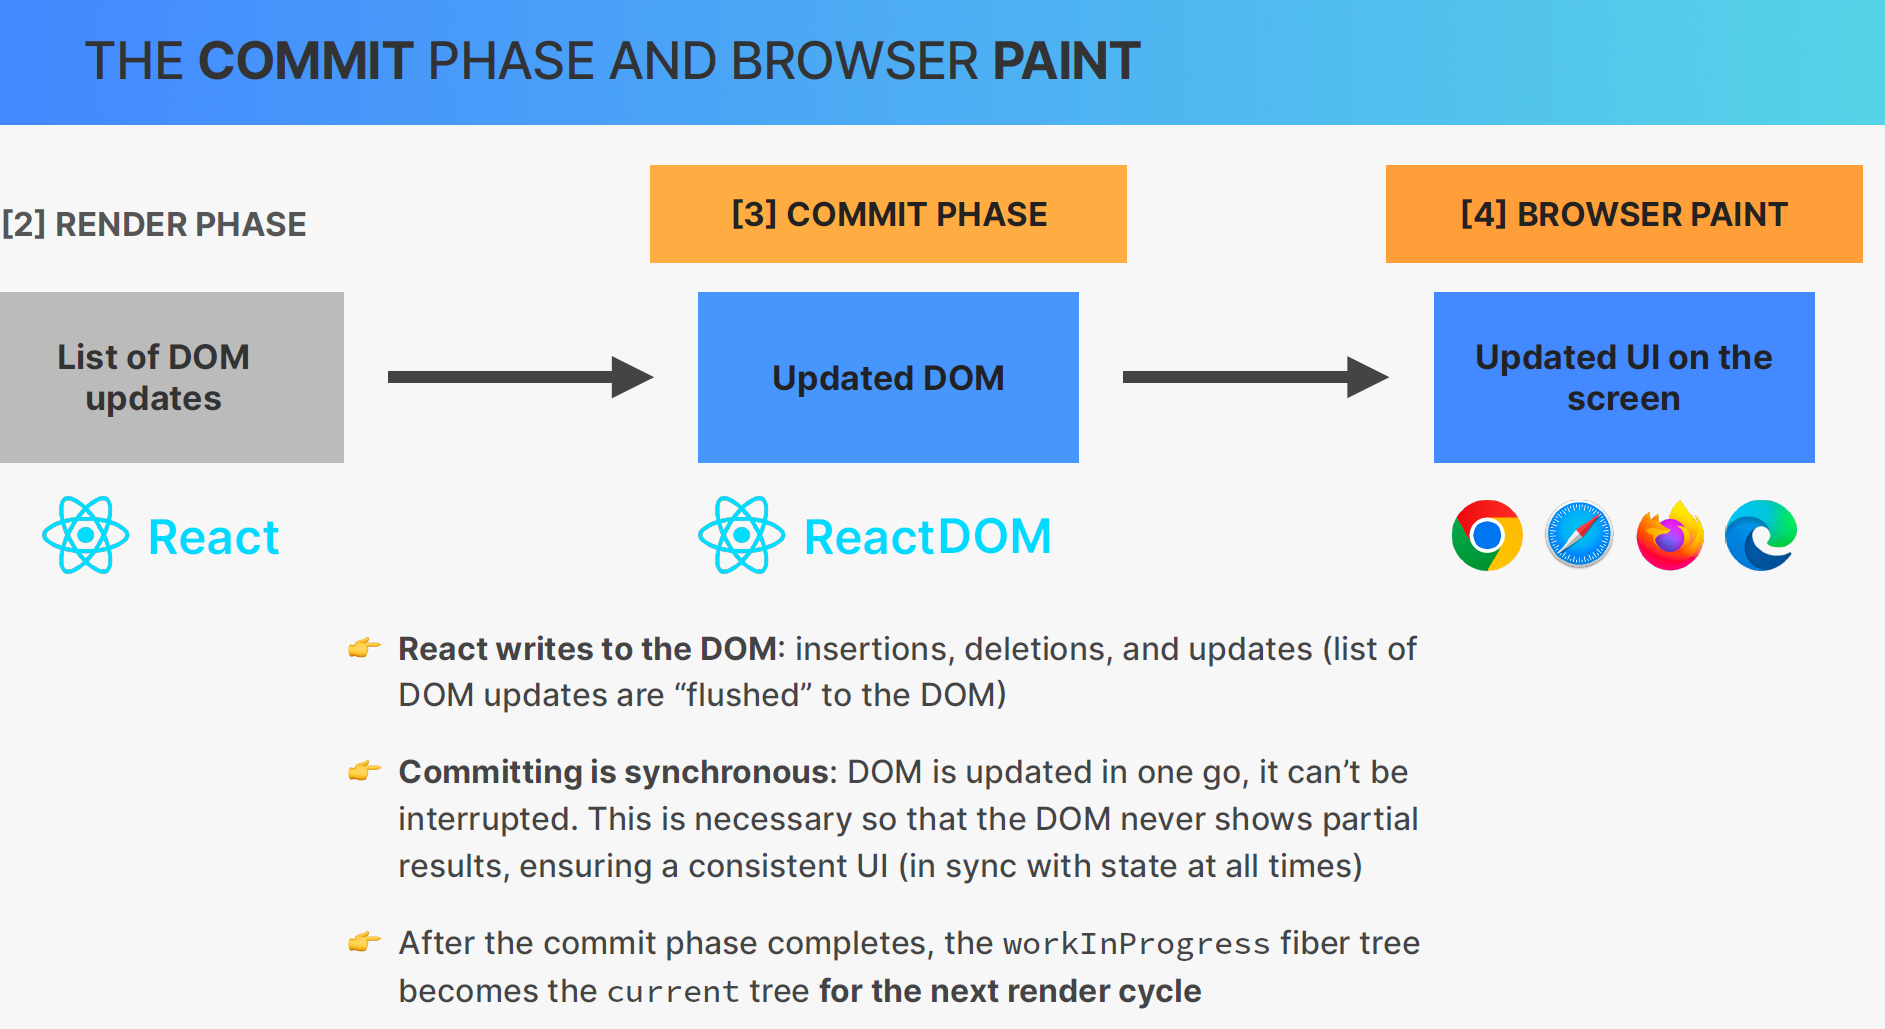 THE COMMIT PHASE AND BROWSER PAINT
[2] RENDER PHASE
[3] COMMIT PHASE
[4] BROWSER PAINT
List of DOM
updates
Updated DOM
Updated UI on the
screen
React
ReactDOM
👉 React writes to the DOM: insertions, deletions, and updates (list of
DOM updates are “flushed” to the DOM)
👉 Committing is synchronous: DOM is updated in one go, it can’t be
interrupted. This is necessary so that the DOM never shows partial
results, ensuring a consistent UI (in sync with state at all times)
👉 After the commit phase completes, the workInProgress fiber tree
becomes the current tree for the next render cycle